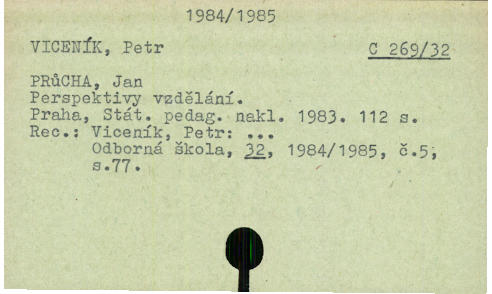 1984/1985
VICENÍK, Petr C 269/32
PRůCHA, Jan
Perspektivy vzdělání.
Praha, Stát. pedag. nakl. 1983. 112 s.
Rec.: Viceník, Petr: ...
Odborná škola, 32, 1984/1985, č.5,
s.77.